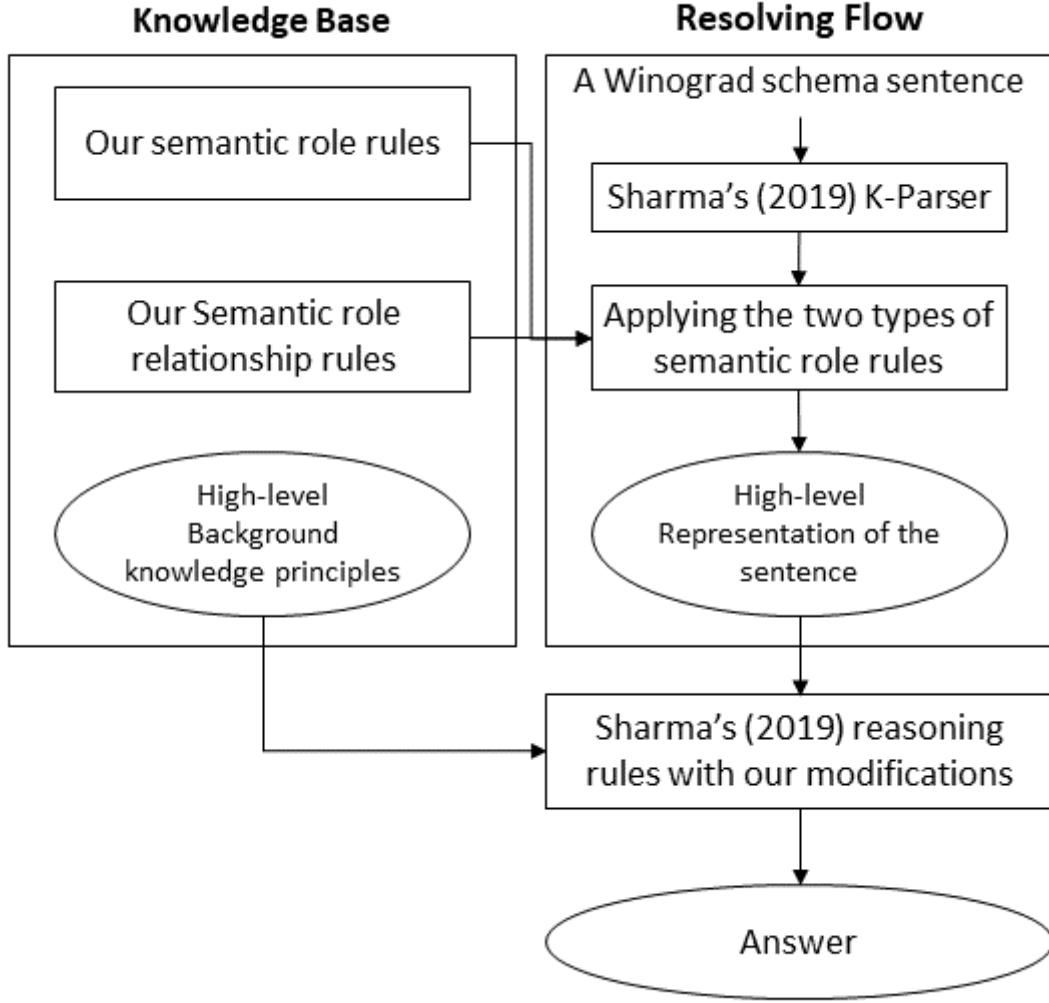 Knowledge Base
Our semantic role rules
Our Semantic role
relationship rules
High-level
Background
knowledge principles
Resolving Flow
A Winograd schema sentence
Sharma's (2019) K-Parser
Applying the two types of
semantic role rules
High-level
Representation of the
sentence
Sharma's (2019) reasoning
rules with our modifications
Answer